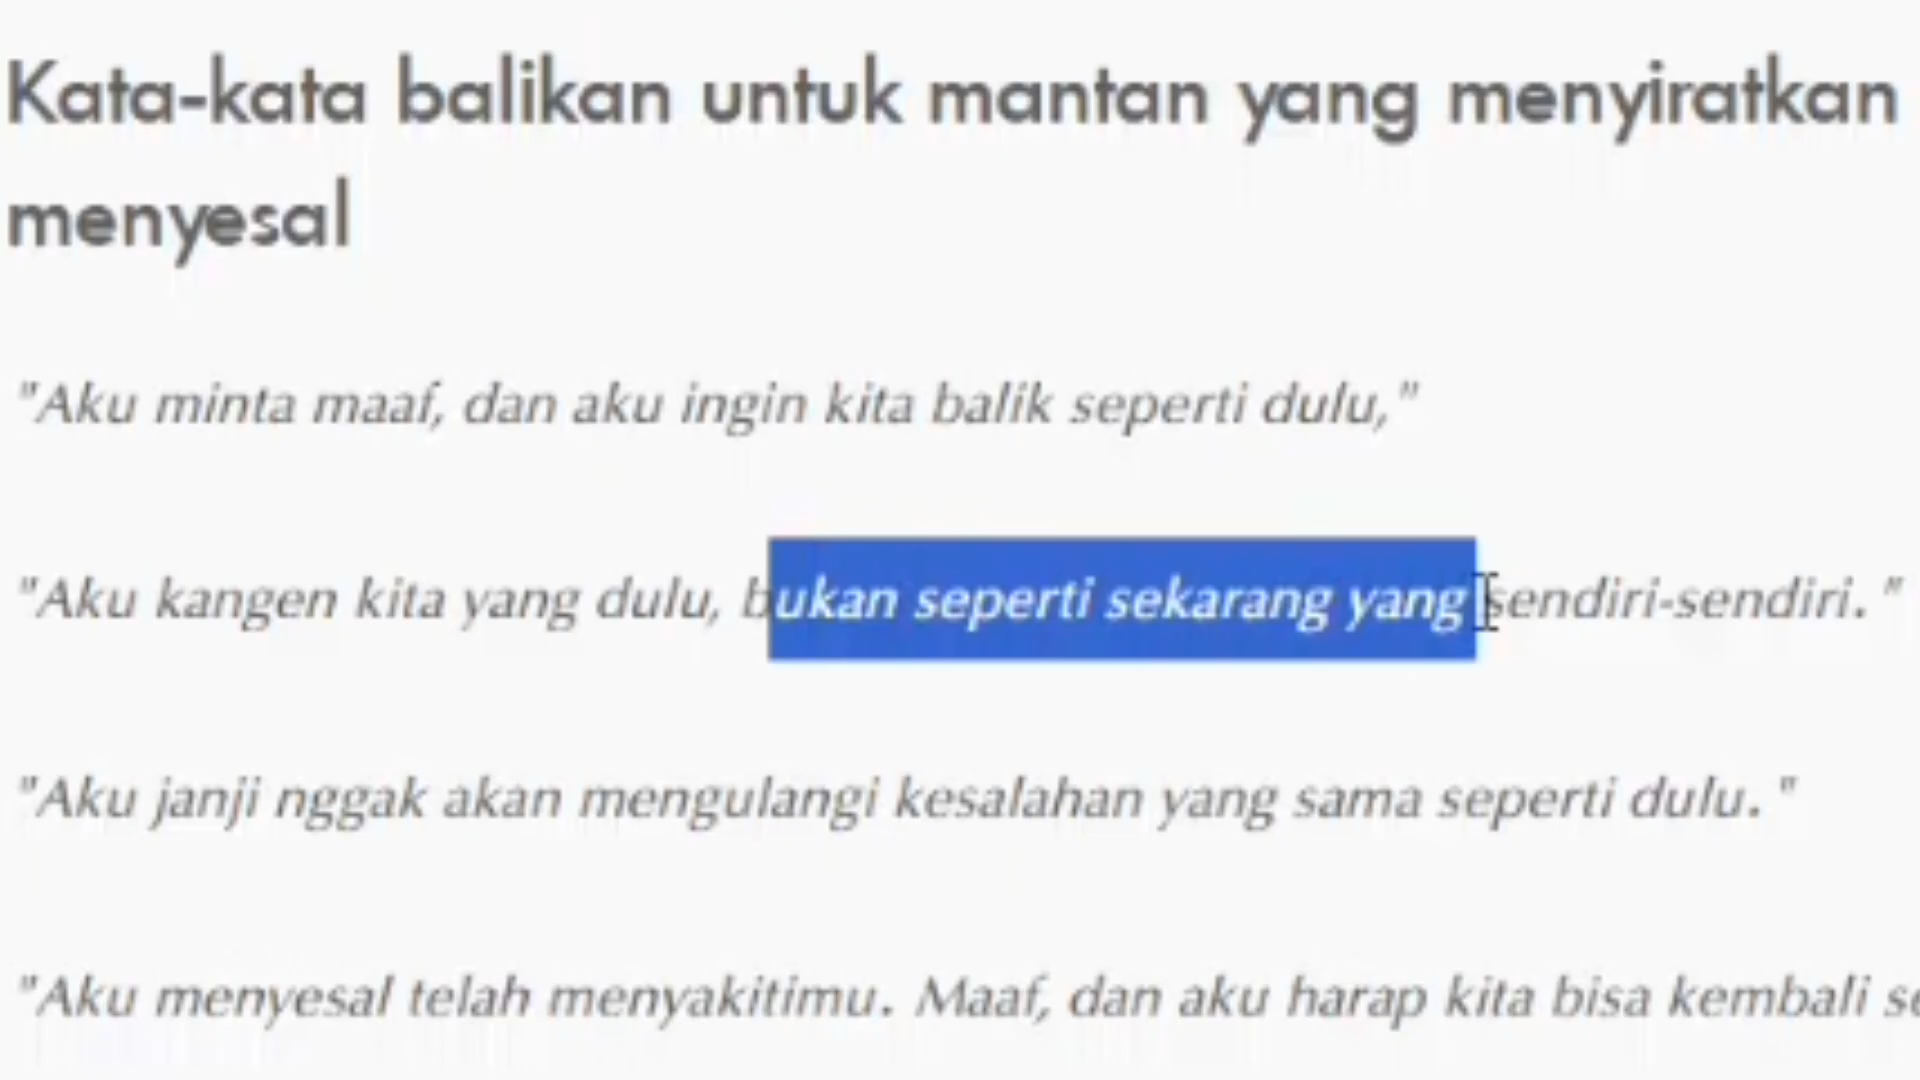 Kata-kata balikan untuk mantan yang menyiratkan
menyesal
"Aku minta maaf, dan aku ingin kita balik seperti dulu,"
"Aku kangen kita yang dulu, bukan seperti sekarang yang sendiri-sendiri. "
"Aku janji nggak akan mengulangi kesalahan yang sama seperti dulu. "
"Aku menyesal telah menyakitimu. Maaf, dan aku harap kita bisa kembali